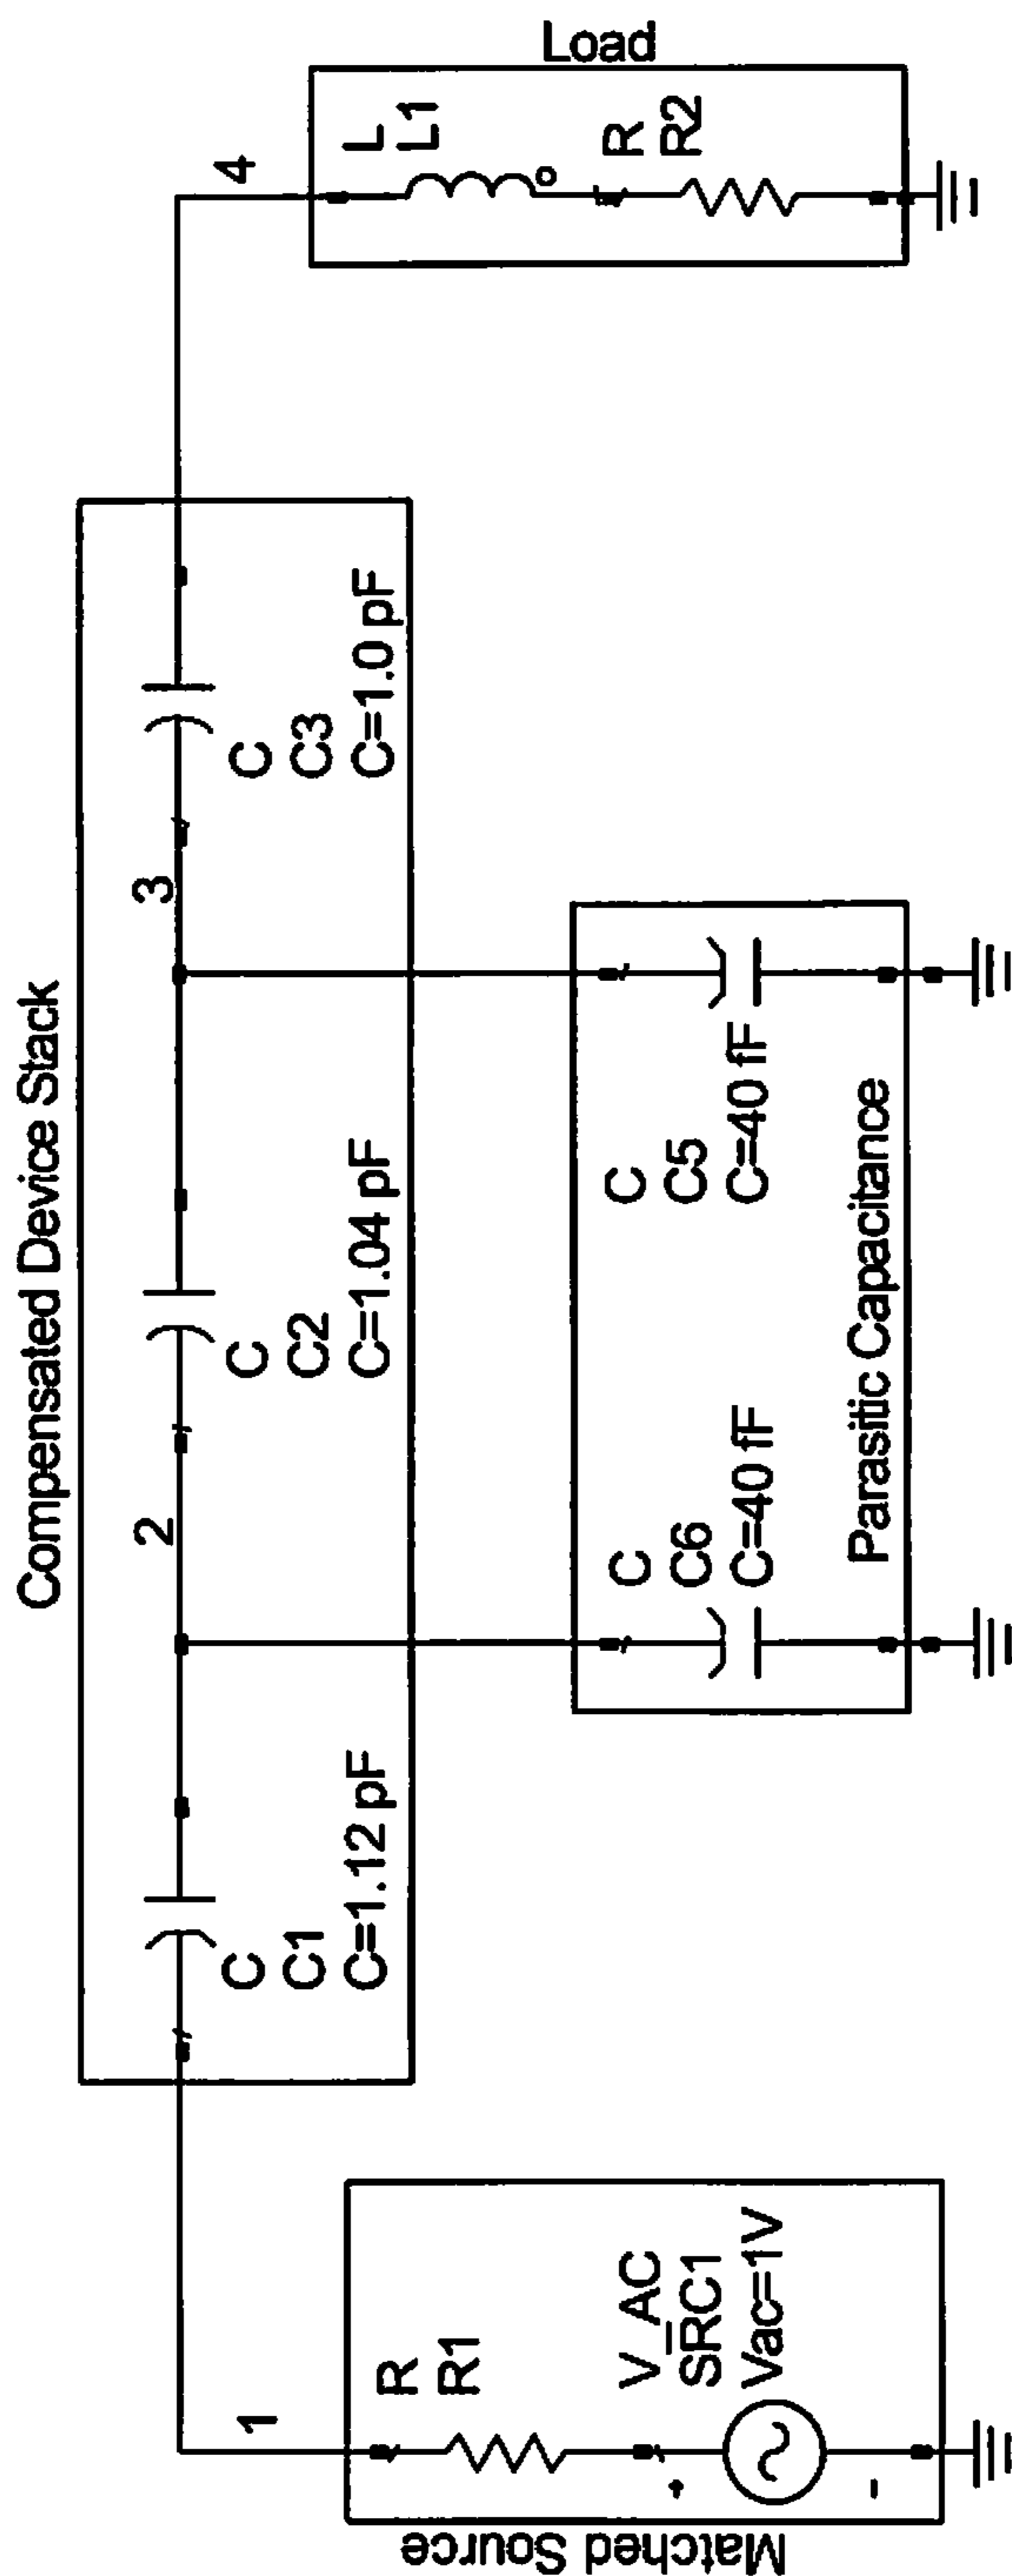 Compensated Device Stack
1
2
3
4
C
C1
C=1.12 pF
C
C2
C=1.04 pF
C
C3
C=1.0 pF
Matched Source
R
R1
V_AC
SRC1
Vac=1V
+
-
C
C6
C=40 fF
C
C5
C=40 fF
Parasitic Capacitance
Load
L
L1
R
R2